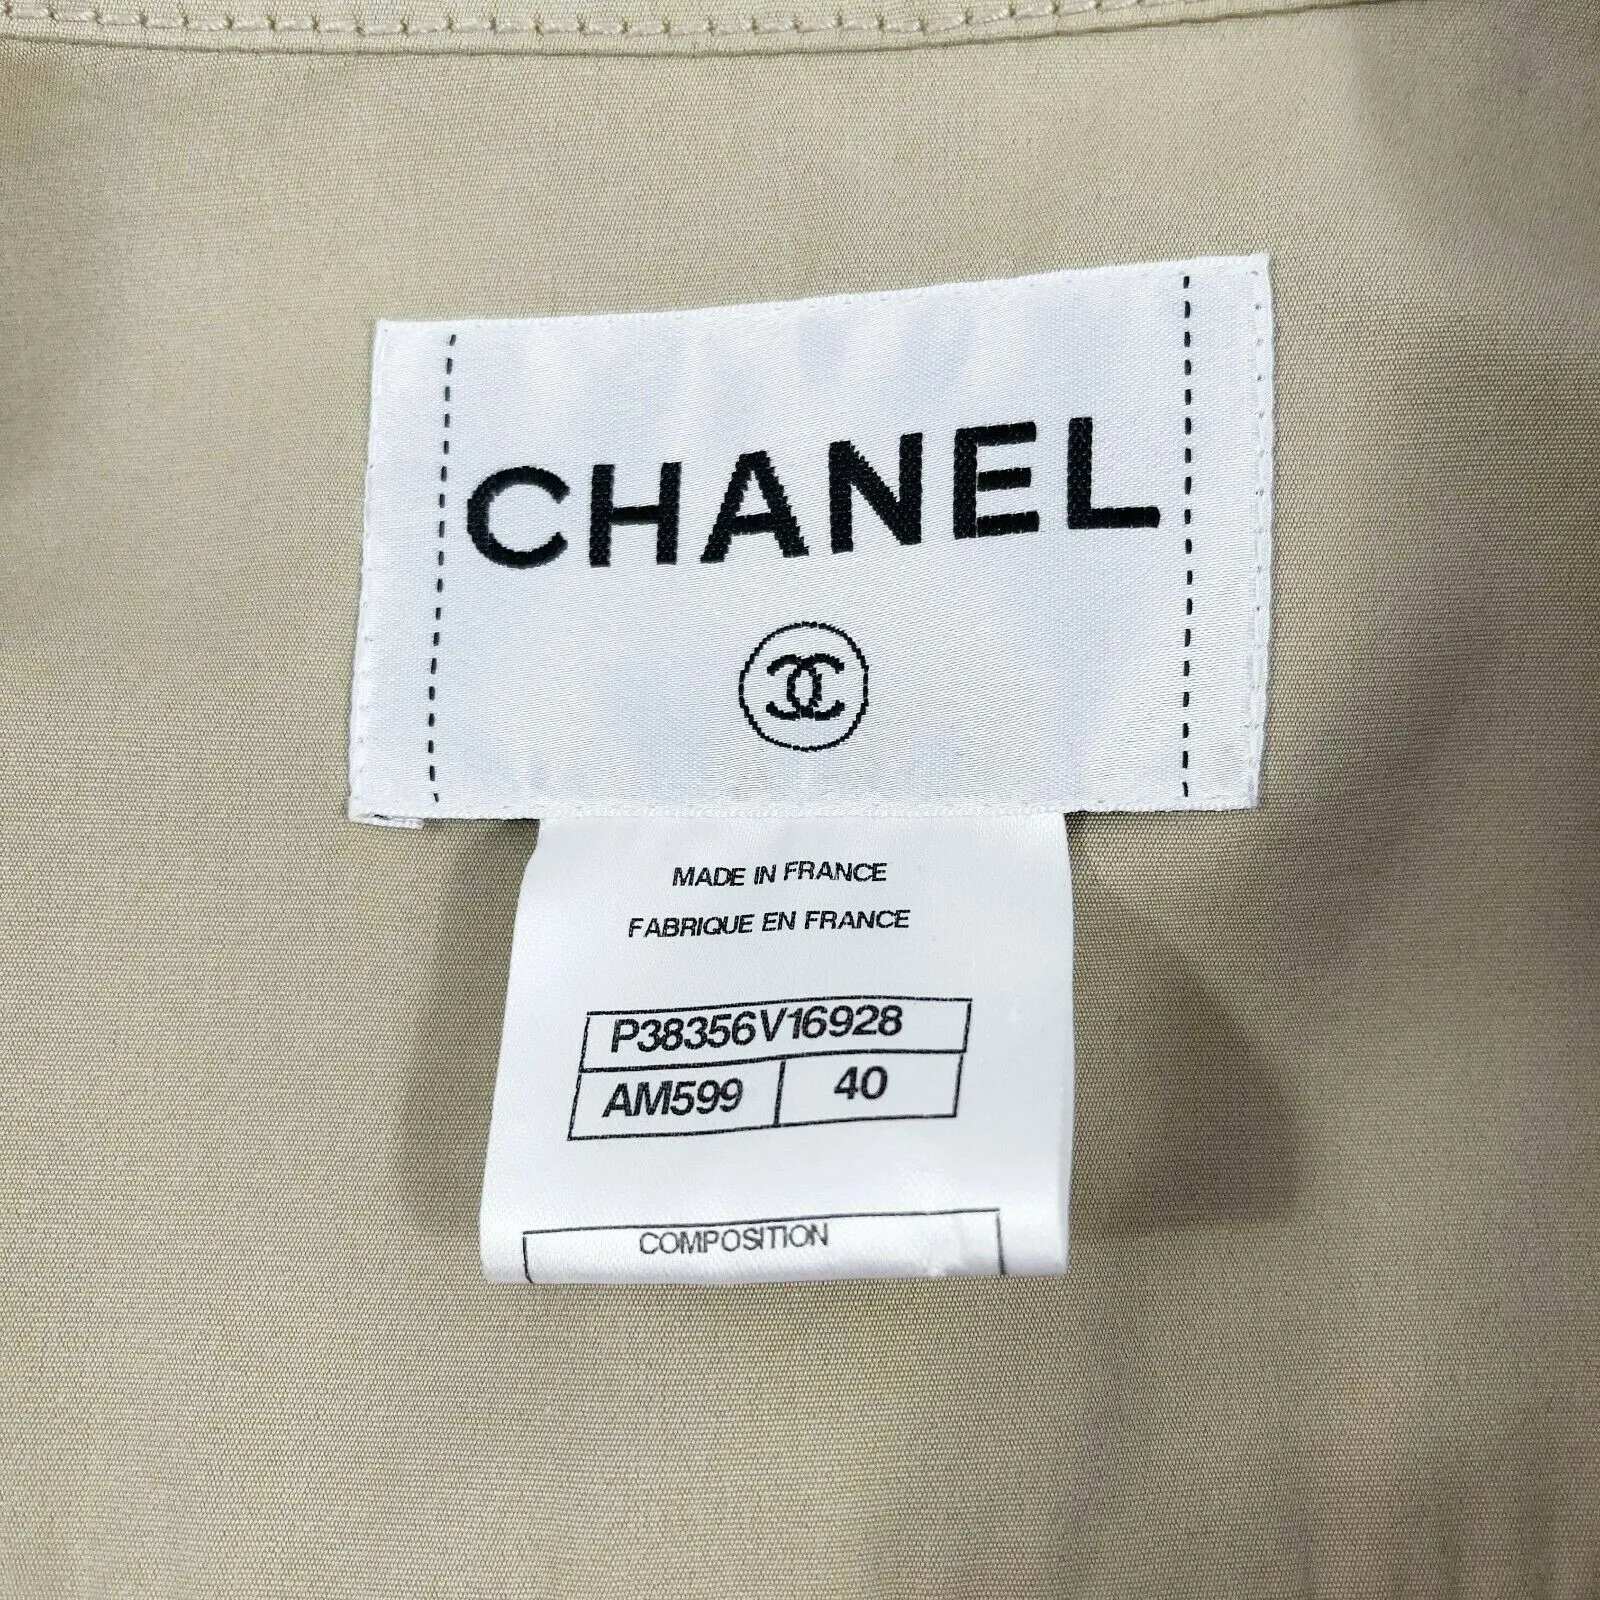 CHANEL
MADE IN FRANCE
FABRIQUE EN FRANCE
P38356V16928
AM599 40
COMPOSITION